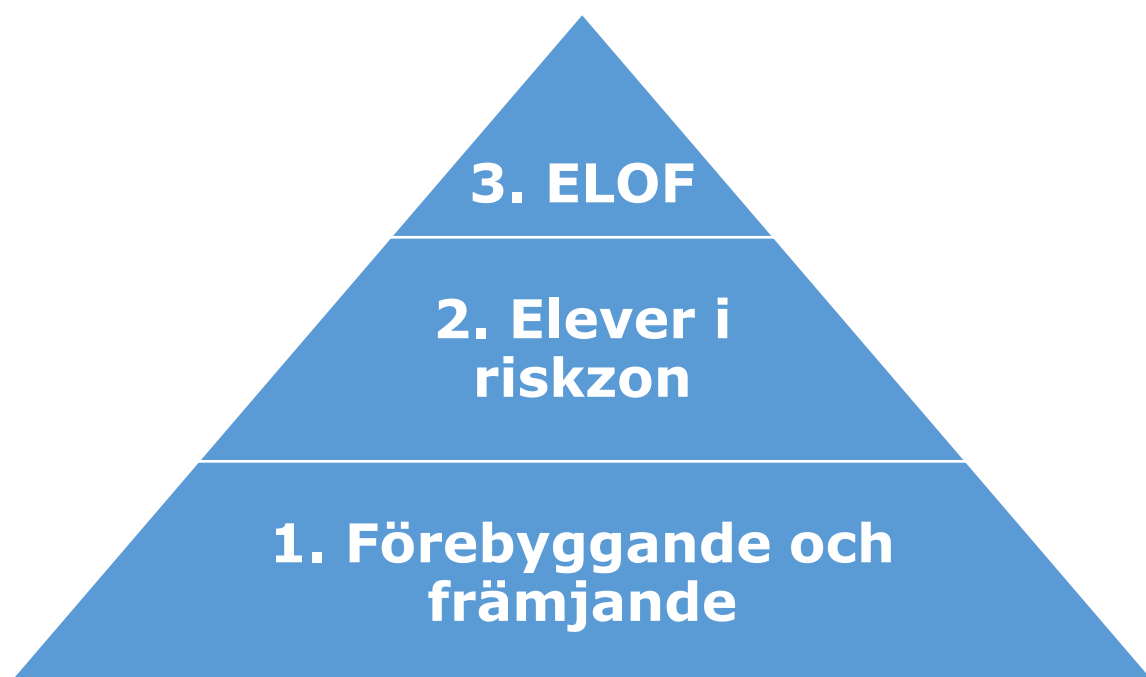 3. ELOF
2. Elever i
riskzon
1. Förebyggande och
främjande